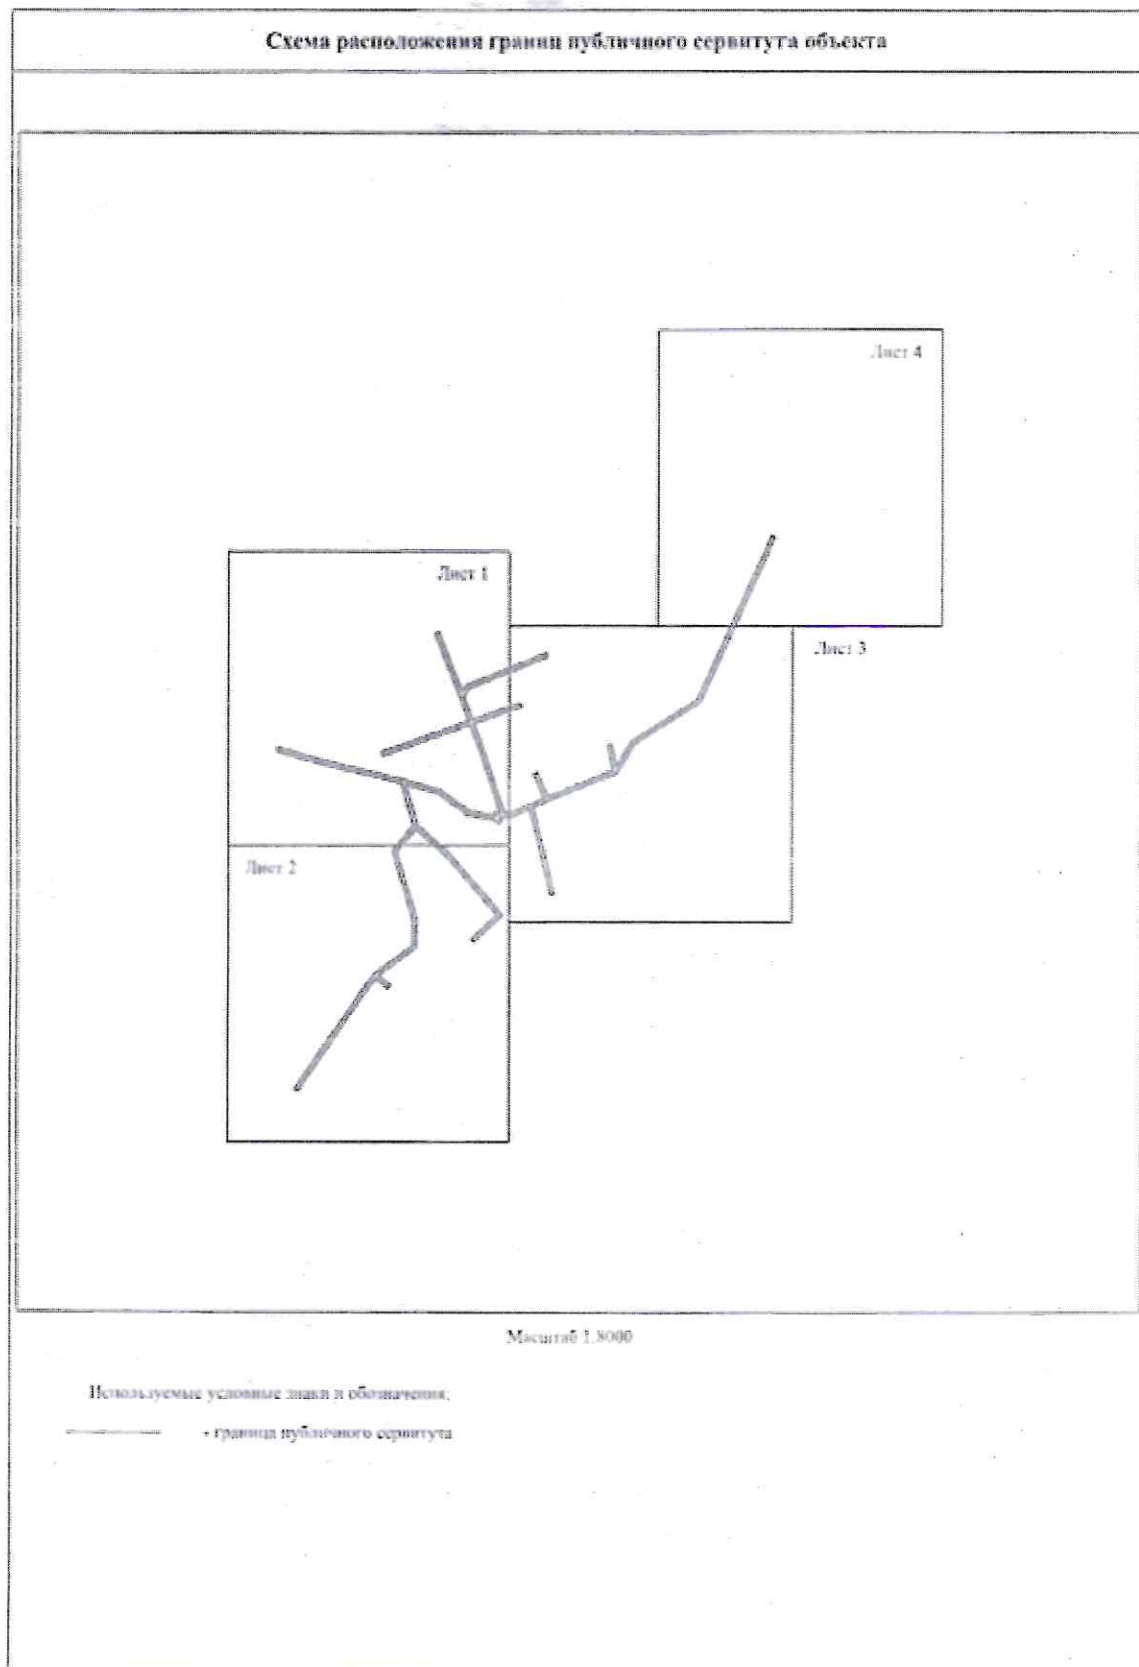 Схема расположения границ публичного сервитута объекта
Лист 4
Лист 1
Лист 3
Лист 2
Масштаб 1:8000
Используемые условные знаки и обозначения:
- граница публичного сервитута